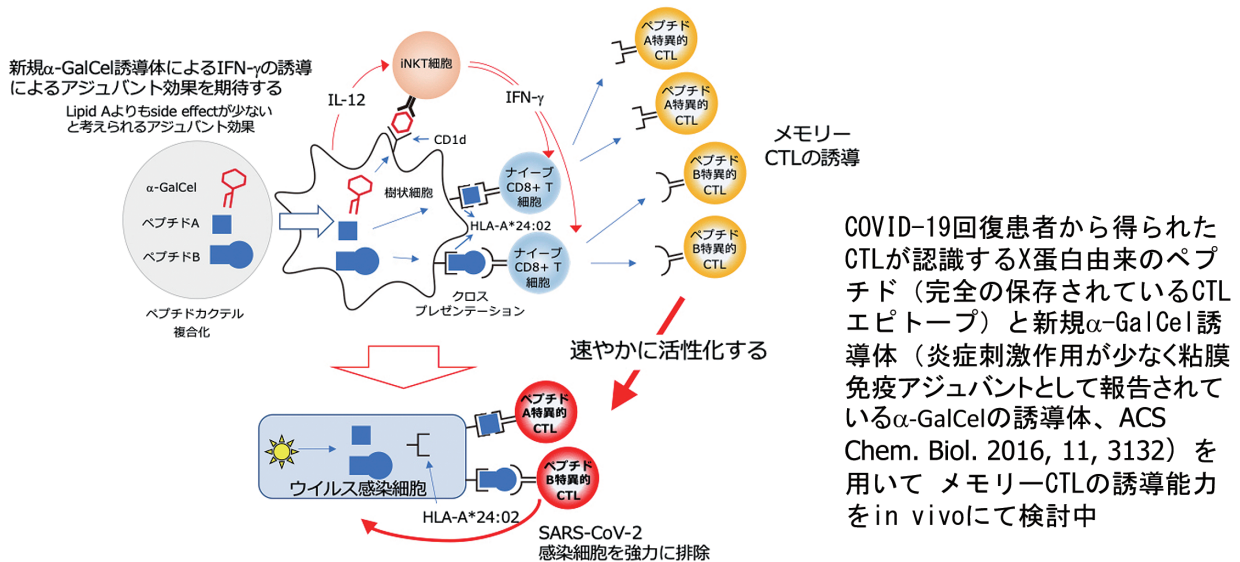 新規α-GalCel誘導体によるIFN-γの誘導
によるアジュバント効果を期待する
Lipid Aよりもside effectが少ない
と考えられるアジュバント効果
α-GalCel
ペプチドA
ペプチドB
ペプチドカクテル
複合化
iNKT細胞
IL-12
IFN-γ
CD1d
樹状細胞
ナイーブ
CD8+ T
細胞
HLA-A*24:02
ナイーブ
CD8+ T
細胞
クロス
プレゼンテーション
ペプチド
A特異的
CTL
ペプチド
A特異的
CTL
ペプチド
B特異的
CTL
ペプチド
B特異的
CTL
メモリー
CTLの誘導
速やかに活性化する
ペプチド
A特異的
CTL
ペプチド
B特異的
CTL
ウイルス感染細胞
HLA-A*24:02
SARS-CoV-2
感染細胞を強力に排除
COVID-19回復患者から得られた
CTLが認識するX蛋白由来のペプ
チド（完全の保存されているCTL
エピトープ）と新規α-GalCel誘
導体（炎症刺激作用が少なく粘膜
免疫アジュバントとして報告されて
いるα-GalCelの誘導体、ACS
Chem. Biol. 2016, 11, 3132）を
用いて メモリーCTLの誘導能力
をin vivoにて検討中